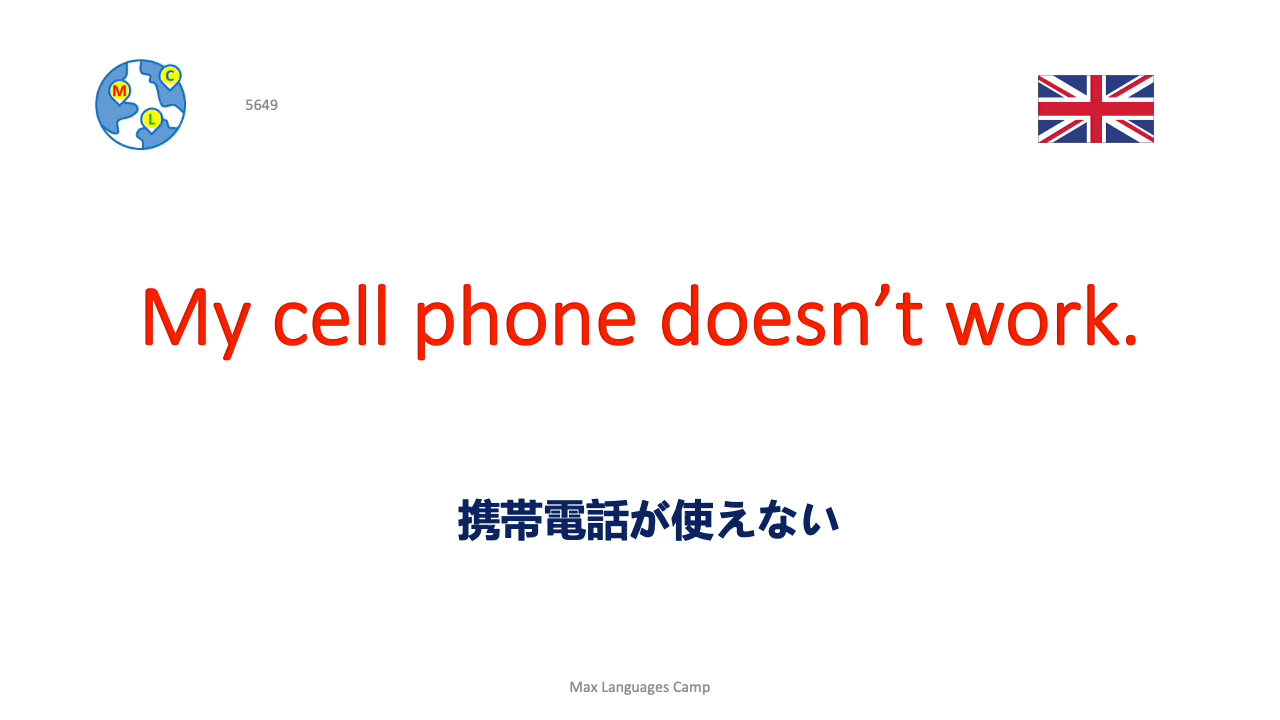 M
C
L
5649
My cell phone doesn’t work.
携帯電話が使えない
Max Languages Camp